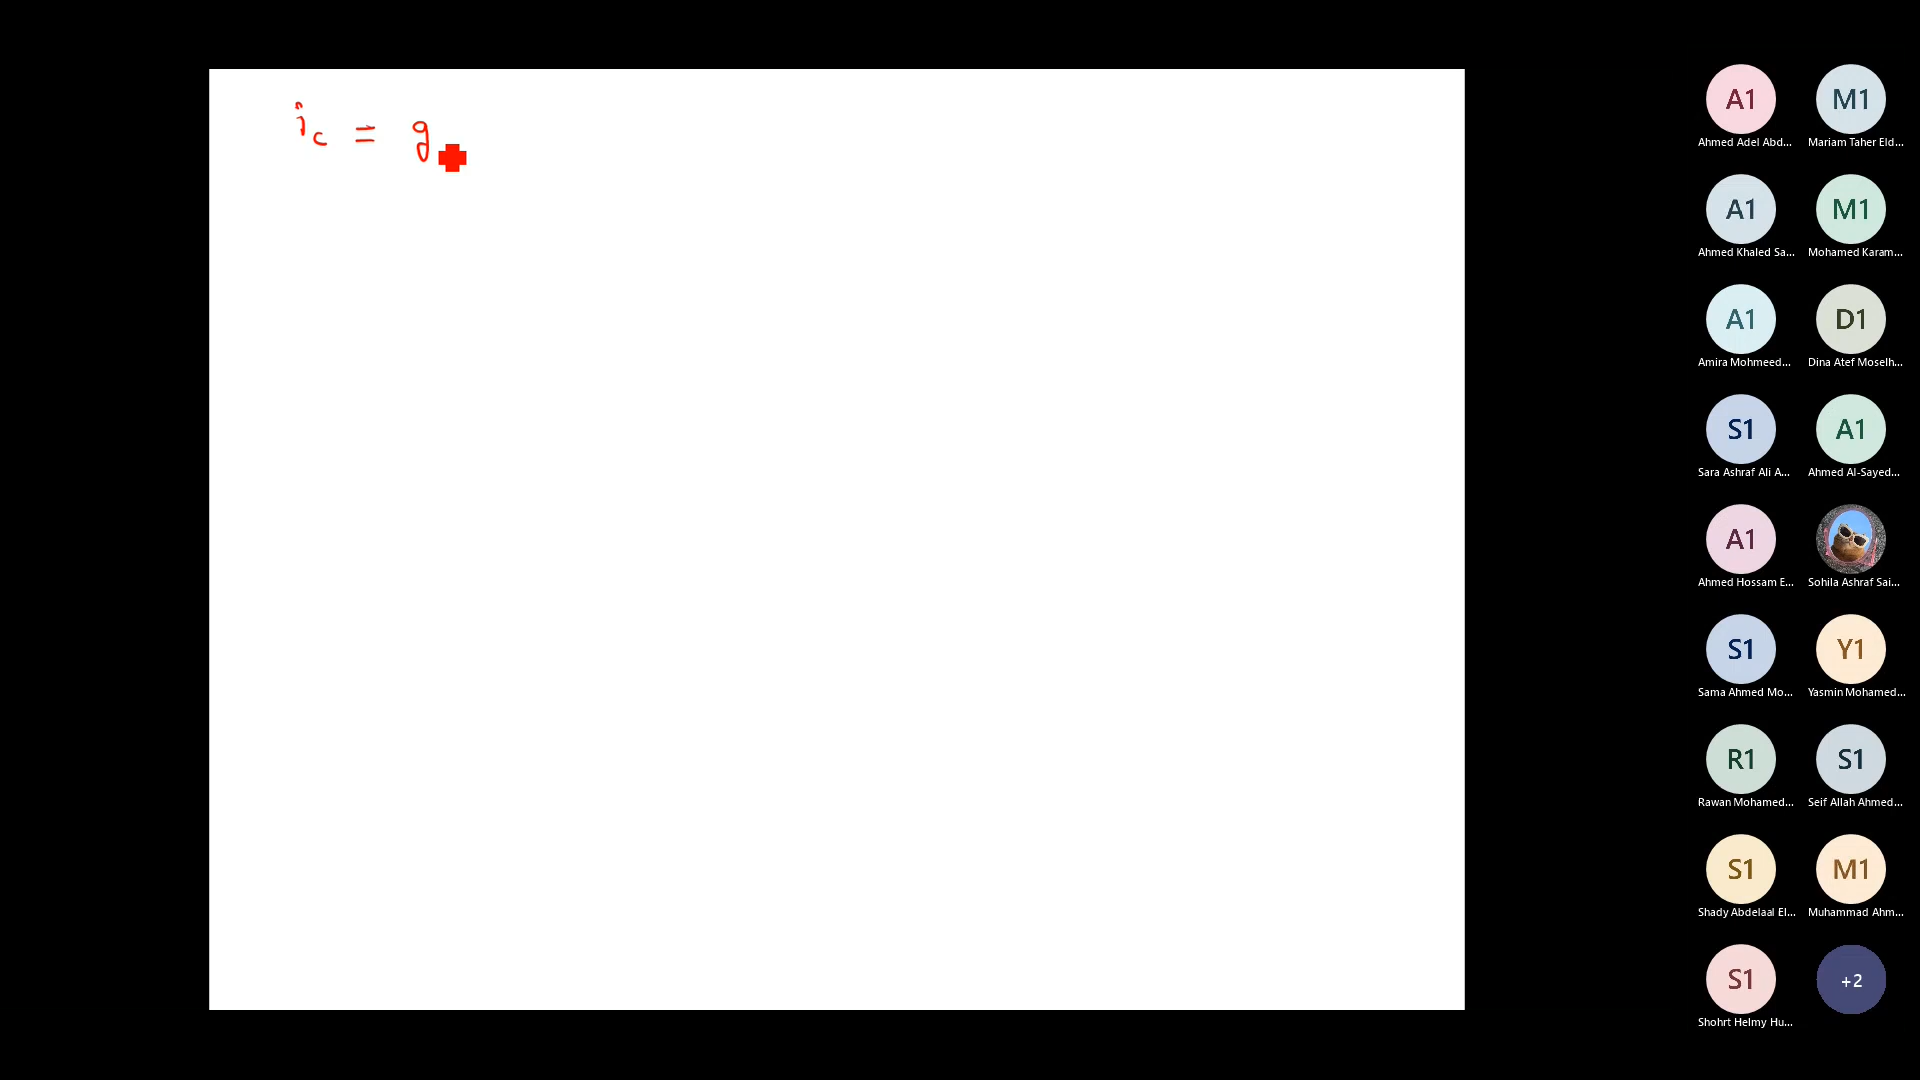 i_c = g
A1 M1
Ahmed Adel Abd... Mariam Taher Eld...
A1 M1
Ahmed Khaled Sa... Mohamed Karam...
A1 D1
Amira Mohmeed... Dina Atef Moselh...
S1 A1
Sara Ashraf Ali A... Ahmed Al-Sayed...
A1
Ahmed Hossam E... Sohila Ashraf Sai...
S1 Y1
Sama Ahmed Mo... Yasmin Mohamed...
R1 S1
Rawan Mohamed... Seif Allah Ahmed...
S1 M1
Shady Abdelaal El... Muhammad Ahm...
S1 +2
Shohrt Helmy Hu...